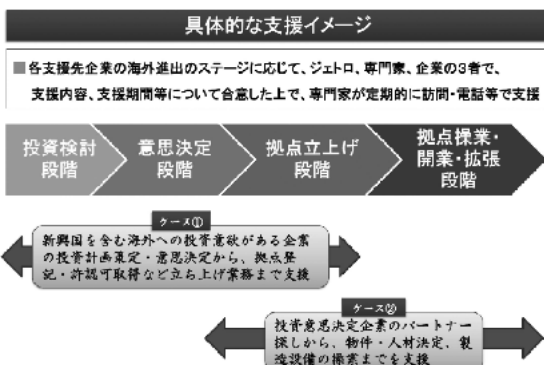 具体的な支援イメージ
■各支援先企業の海外進出のステージに応じて、ジェトロ、専門家、企業の3者で、
支援内容、支援期間等について合意した上で、専門家が定期的に訪問・電話等で支援
投資検討
段階
意思決定
段階
拠点立上げ
段階
拠点操業・
開業・拡張
段階
ケース①
新興国を含む海外への投資意欲がある企業
の投資計画策定・意思決定から、拠点登
記・許認可取得など立ち上げ業務まで支援
ケース②
投資意思決定企業のパートナー
探しから、物件・人材決定、製
造設備の操業までを支援